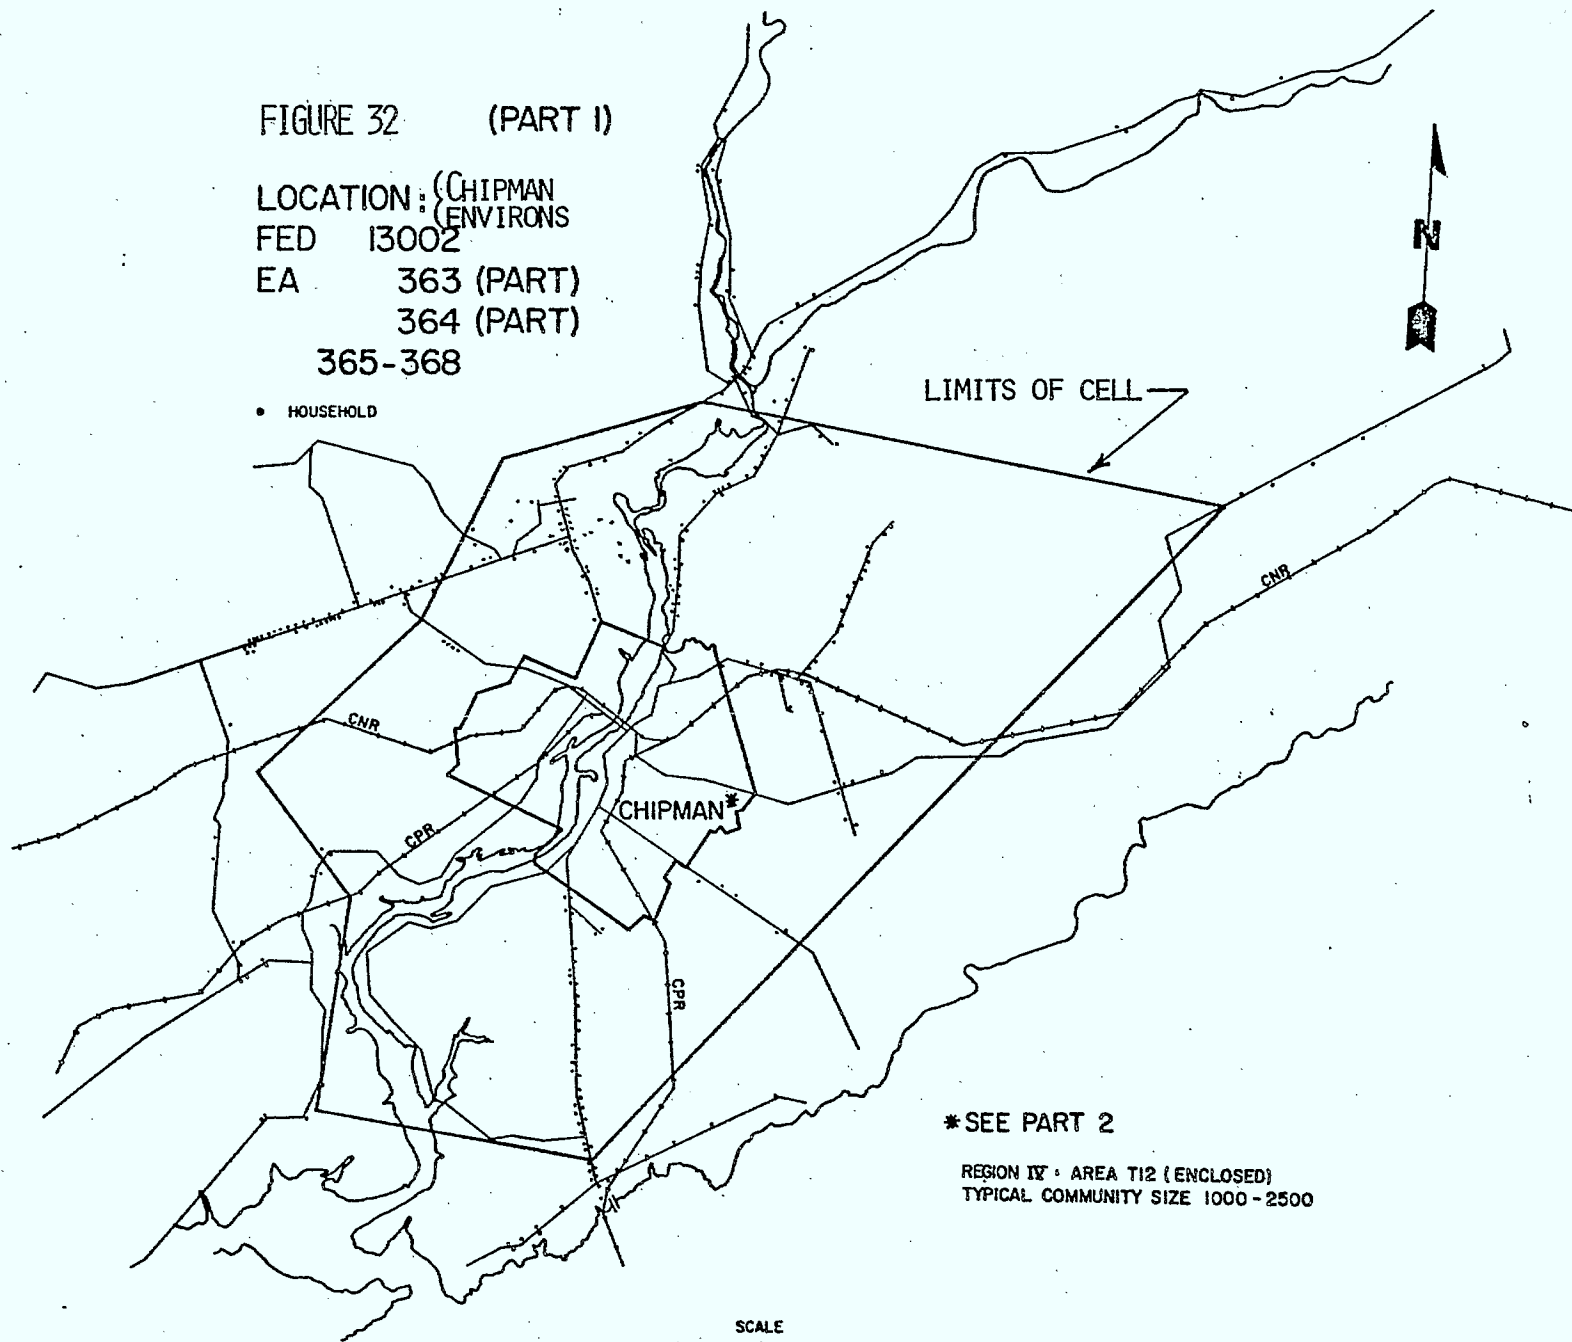 FIGURE 32 (PART 1)
LOCATION: CHIPMAN
ENVIRONS
FED 13002
EA 363 (PART)
364 (PART)
365-368
• HOUSEHOLD
N
LIMITS OF CELL
CNR
CNR
CPR
CHIPMAN*
CPR
*SEE PART 2
REGION IV : AREA T12 (ENCLOSED)
TYPICAL COMMUNITY SIZE 1000-2500
SCALE